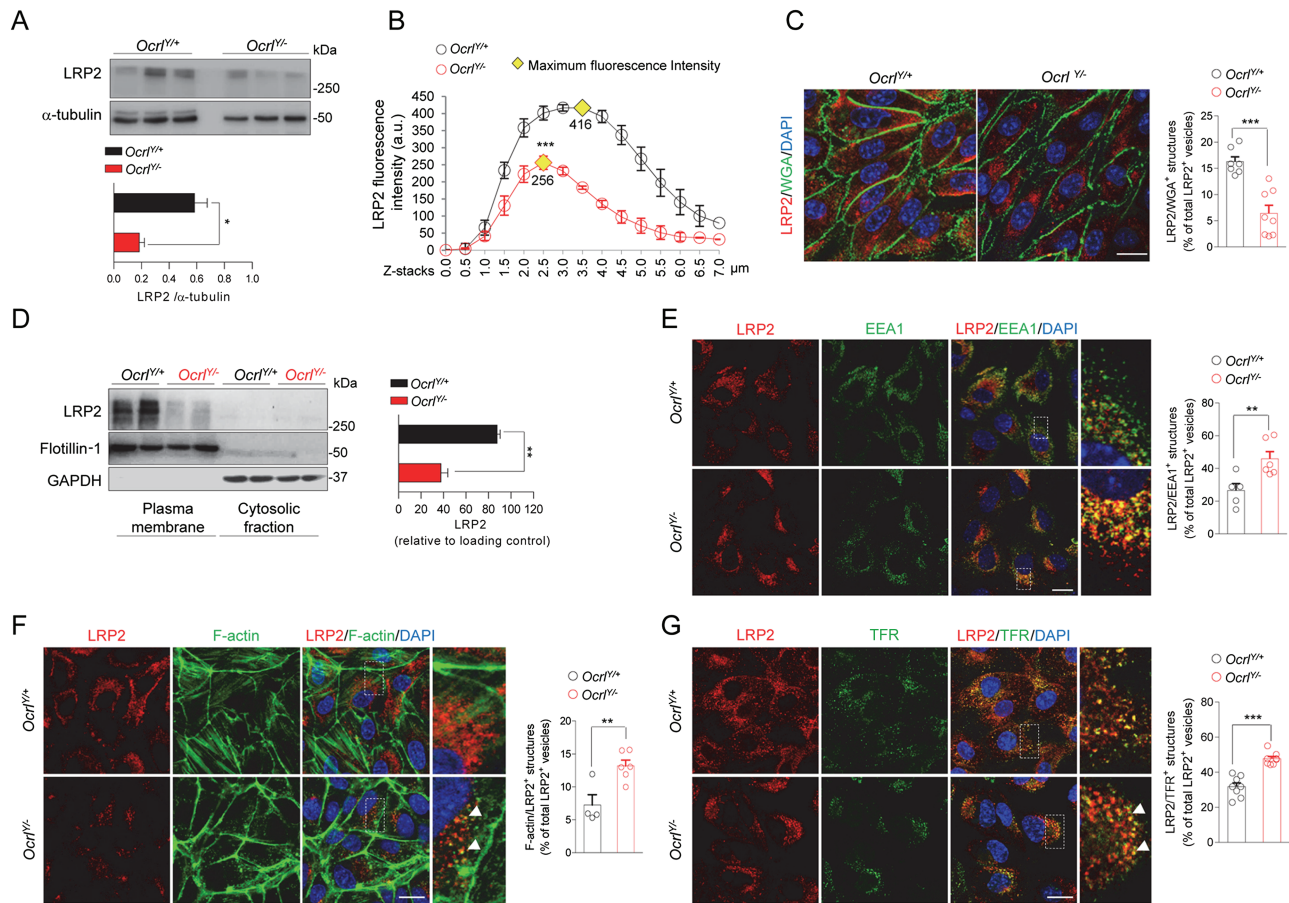 A
Ocrl^Y/+ Ocrl^Y/- kDa
LRP2
-250
α-tubulin -50
Ocrl^Y/+
Ocrl^Y/-
*
0.0 0.2 0.4 0.6 0.8 1.0
LRP2 /α-tubulin
B
Ocrl^Y/+
Ocrl^Y/- Maximum fluorescence Intensity
LRP2 fluorescence
intensity (a.u.)
450
400
350
300
250
200
150
100
50
0
416
***
256
0.0 0.5 1.0 1.5 2.0 2.5 3.0 3.5 4.0 4.5 5.0 5.5 6.0 6.5 7.0
Z-stacks μm
C
Ocrl^Y/+ Ocrl ^Y/-
LRP2/WGA/DAPI
Ocrl^Y/+
Ocrl^Y/-
LRP2/WGA⁺ structures
(% of total LRP2⁺ vesicles)
25
20
15
10
5
0
***
D
Ocrl^Y/+ Ocrl^Y/- Ocrl^Y/+ Ocrl^Y/- kDa
LRP2
-250
Flotillin-1 -50
GAPDH -37
Plasma
membrane
Cytosolic
fraction
Ocrl^Y/+
Ocrl^Y/-
**
0 20 40 60 80 100 120
LRP2
(relative to loading control)
E
LRP2 EEA1 LRP2/EEA1/DAPI
Ocrl^Y/+
Ocrl^Y/-
Ocrl^Y/+
Ocrl^Y/-
LRP2/EEA1⁺ structures
(% of total LRP2⁺ vesicles)
80
60
40
20
0
**
F
LRP2 F-actin LRP2/F-actin/DAPI
Ocrl^Y/+
Ocrl^Y/-
Ocrl^Y/+
Ocrl^Y/-
F-actin/LRP2⁺ structures
(% of total LRP2⁺ vesicles)
20
15
10
5
0
**
G
LRP2 TFR LRP2/TFR/DAPI
Ocrl^Y/+
Ocrl^Y/-
Ocrl^Y/+
Ocrl^Y/-
LRP2/TFR⁺ structures
(% of total LRP2⁺ vesicles)
80
60
40
20
0
***